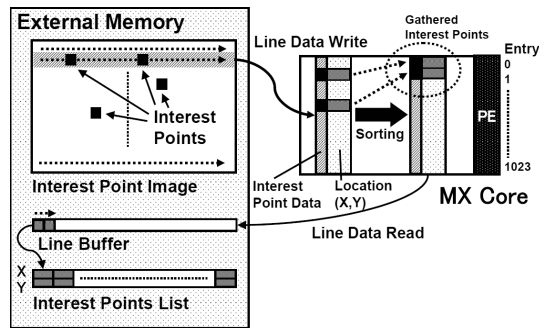 External Memory
Interest
Points
Interest Point Image
Line Buffer
X
Y
Interest Points List
Line Data Write
Gathered
Interest Points
Entry
0
1
1023
PE
Sorting
Interest
Point Data
Location
(X,Y)
MX Core
Line Data Read